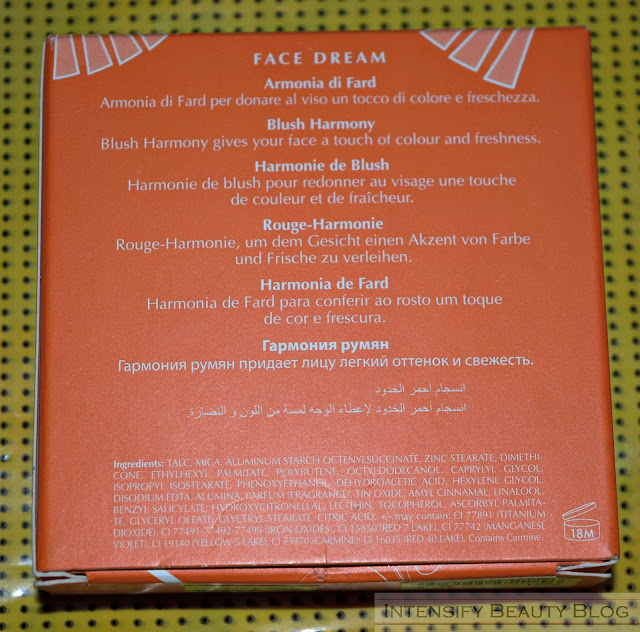 FACE DREAM
Armonia di Fard
Armonia di Fard per donare al viso un tocco di colore e freschezza.
Blush Harmony
Blush Harmony gives your face a touch of colour and freshness.
Harmonie de Blush
Harmonie de blush pour redonner au visage une touche
de couleur et de fraîcheur.
Rouge-Harmonie
Rouge-Harmonie, um dem Gesicht einen Akzent von Farbe
und Frische zu verleihen.
Harmonia de Fard
Harmonia de Fard para conferir ao rosto um toque
de cor e frescura.
Гармония румян
Гармония румян придает лицу легкий оттенок и свежесть.
انسجام أحمر الخدود
انسجام أحمر الخدود لإعطاء الوجه لمسة من اللون و النضارة.
Ingredients: TALC, MICA, ALUMINUM STARCH OCTENYLSUCCINATE, ZINC STEARATE, DIMETHI-
CONE, ETHYLHEXYL PALMITATE, POLYBUTENE, OCTYLDODECANOL, CAPRYLYL GLYCOL,
ISOPROPYL ISOSTEARATE, PHENOXYETHANOL, DEHYDROACETIC ACID, HEXYLENE GLYCOL,
DISODIUM EDTA, ALUMINA, PARFUM (FRAGRANCE), TIN OXIDE, AMYL CINNAMAL, LINALOOL,
BENZYL SALICYLATE, HYDROXYCITRONELLAL, LECITHIN, TOCOPHEROL, ASCORBYL PALMITA-
TE, GLYCERYL OLEATE, GLYCERYL STEARATE, CITRIC ACID; +/- may contain: CI 77891 (TITANIUM
DIOXIDE), CI 77491-77492-77499 (IRON OXIDES), CI 15850 (RED 7 LAKE), CI 77742 (MANGANESE
VIOLET), CI 19140 (YELLOW 5 LAKE), CI 75470 (CARMINE), CI 16035 (RED 40 LAKE). Contains Carmine.
18M
INTENSIFY BEAUTY BLOG